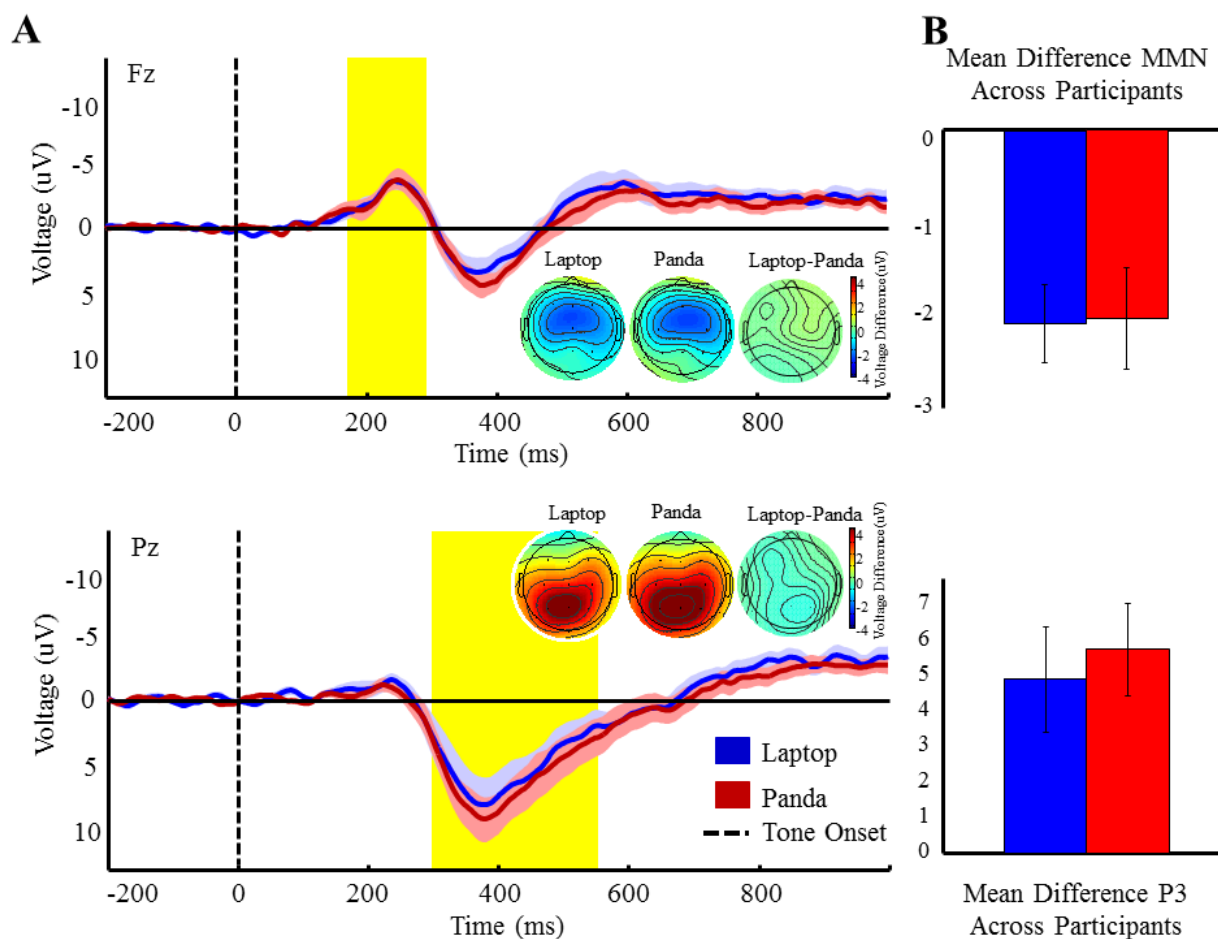 A
Fz
Voltage (uV)
-10
-5
0
5
10
-200 0 200 400 600 800
Time (ms)
Laptop Panda Laptop-Panda
4
2
0
-2
-4
Voltage Difference(uV)
Pz
Voltage (uV)
-10
-5
0
5
10
-200 0 200 400 600 800
Time (ms)
Laptop Panda Laptop-Panda
4
2
0
-2
-4
Voltage Difference(uV)
Laptop
Panda
Tone Onset
B
Mean Difference MMN
Across Participants
0
-1
-2
-3
7
6
5
4
3
2
1
0
Mean Difference P3
Across Participants